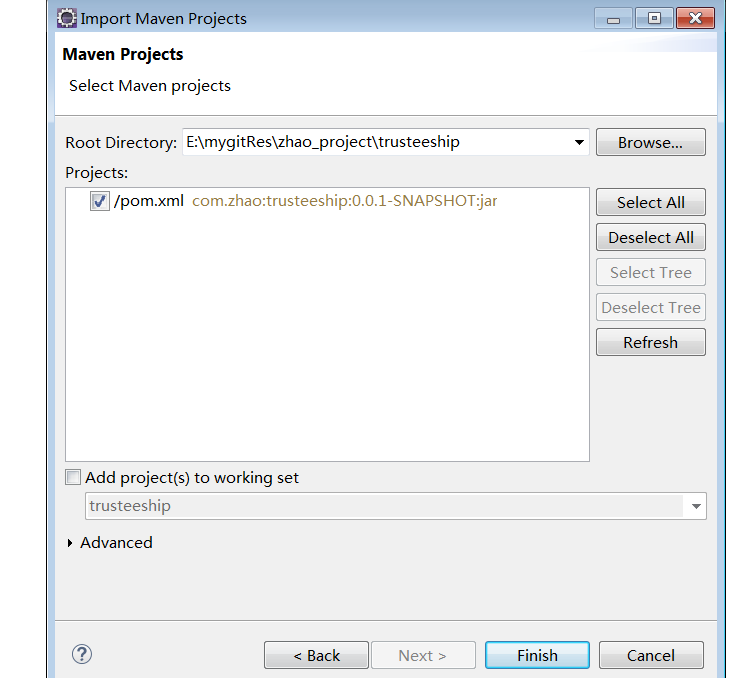 Import Maven Projects
Maven Projects
Select Maven projects
Root Directory: E:\mygitRes\zhao_project\trusteeship Browse...
Projects:
/pom.xml com.zhao:trusteeship:0.0.1-SNAPSHOT:jar
Select All
Deselect All
Select Tree
Deselect Tree
Refresh
Add project(s) to working set
trusteeship
Advanced
? < Back Next > Finish Cancel